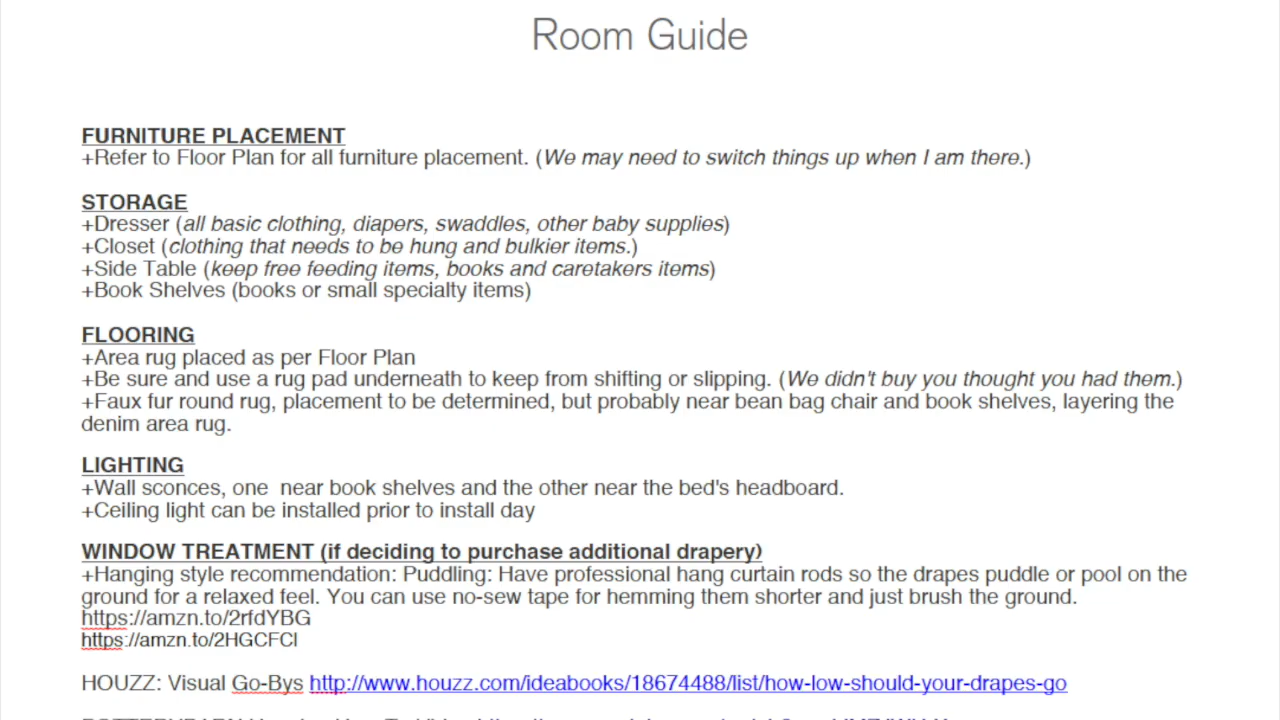 Room Guide
FURNITURE PLACEMENT
+Refer to Floor Plan for all furniture placement. (We may need to switch things up when I am there.)
STORAGE
+Dresser (all basic clothing, diapers, swaddles, other baby supplies)
+Closet (clothing that needs to be hung and bulkier items.)
+Side Table (keep free feeding items, books and caretakers items)
+Book Shelves (books or small specialty items)
FLOORING
+Area rug placed as per Floor Plan
+Be sure and use a rug pad underneath to keep from shifting or slipping. (We didn't buy you thought you had them.)
+Faux fur round rug, placement to be determined, but probably near bean bag chair and book shelves, layering the
denim area rug.
LIGHTING
+Wall sconces, one  near book shelves and the other near the bed's headboard.
+Ceiling light can be installed prior to install day
WINDOW TREATMENT (if deciding to purchase additional drapery)
+Hanging style recommendation: Puddling: Have professional hang curtain rods so the drapes puddle or pool on the
ground for a relaxed feel. You can use no-sew tape for hemming them shorter and just brush the ground.
https://amzn.to/2rfdYBG
https://amzn.to/2HGCFCl
HOUZZ: Visual Go-Bys http://www.houzz.com/ideabooks/18674488/list/how-low-should-your-drapes-go